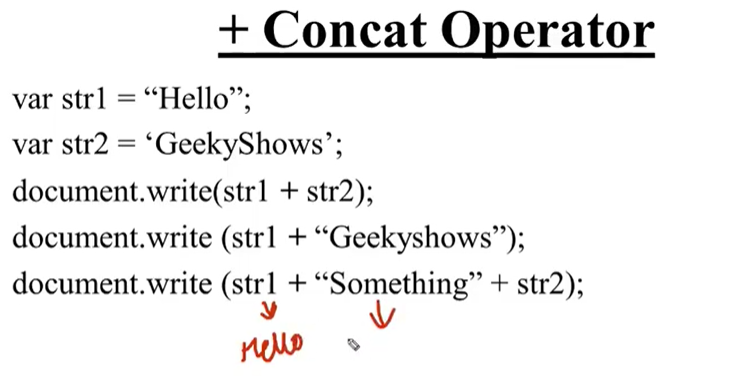 + Concat Operator
var str1 = “Hello”;
var str2 = ‘GeekyShows’;
document.write(str1 + str2);
document.write (str1 + “Geekyshows”);
document.write (str1 + “Something” + str2);
Hello